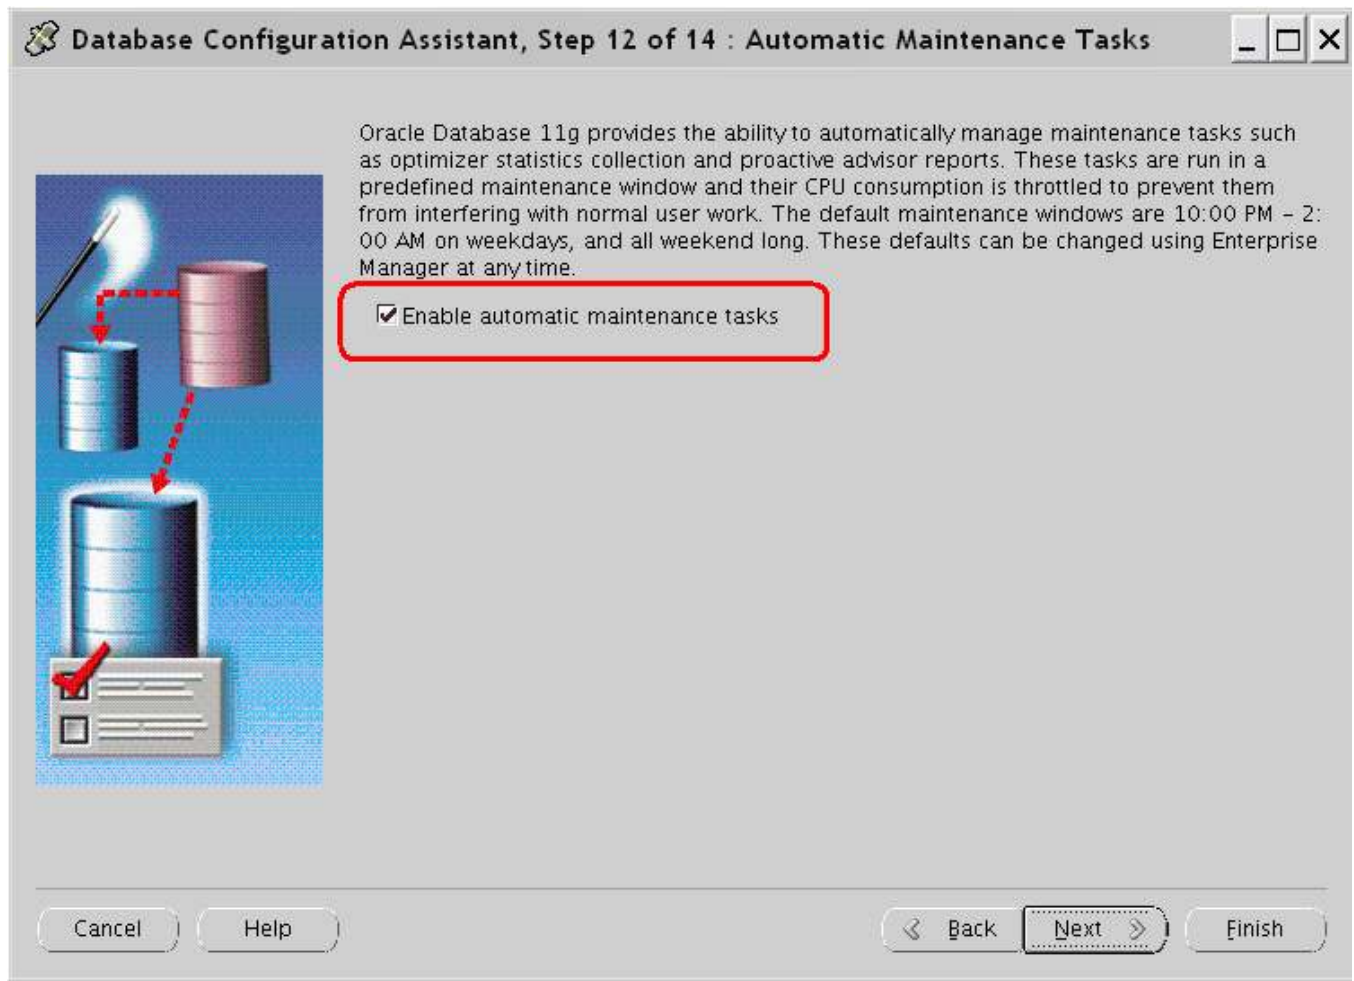 Database Configuration Assistant, Step 12 of 14 : Automatic Maintenance Tasks
Oracle Database 11g provides the ability to automatically manage maintenance tasks such
as optimizer statistics collection and proactive advisor reports. These tasks are run in a
predefined maintenance window and their CPU consumption is throttled to prevent them
from interfering with normal user work. The default maintenance windows are 10:00 PM – 2:
00 AM on weekdays, and all weekend long. These defaults can be changed using Enterprise
Manager at any time.
Enable automatic maintenance tasks
Cancel Help Back Next Finish